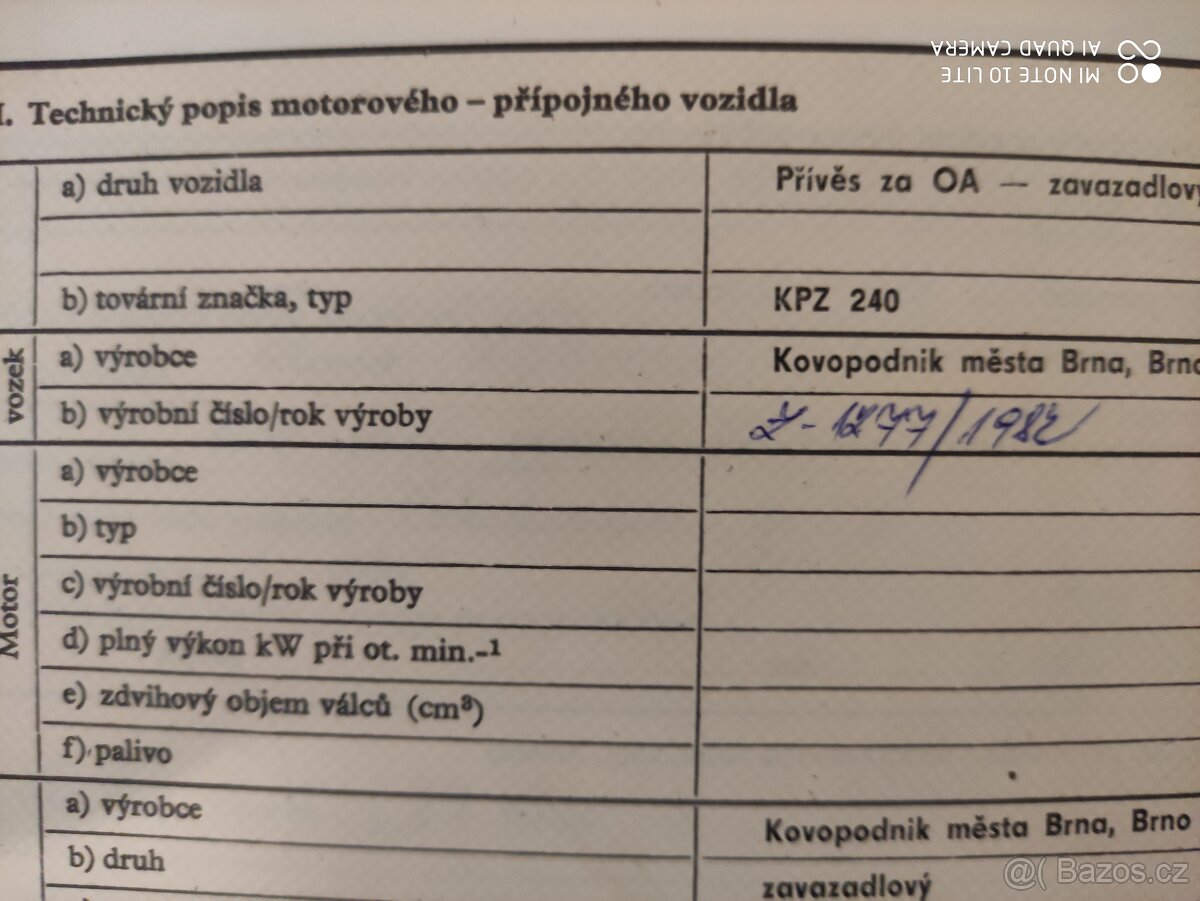 MI NOTE 10 LITE
AI QUAD CAMERA
I. Technický popis motorového – přípojného vozidla
a) druh vozidla Přívěs za OA — zavazadlový
b) tovární značka, typ KPZ 240
vozek
a) výrobce Kovopodnik města Brna, Brno
b) výrobní číslo/rok výroby 1277/1982
Motor
a) výrobce
b) typ
c) výrobní číslo/rok výroby
d) plný výkon kW při ot. min.-1
e) zdvihový objem válců (cm³)
f) palivo
a) výrobce Kovopodnik města Brna, Brno
b) druh zavazadlový
@( Bazos.cz